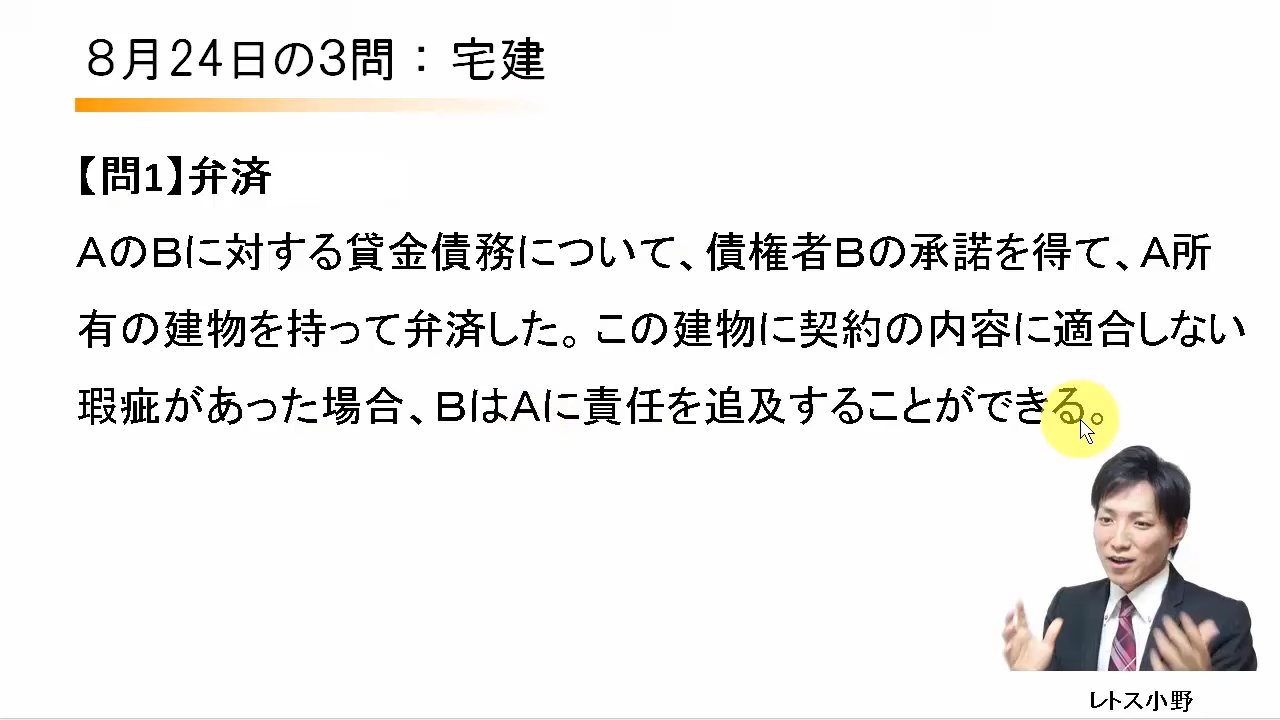 ８月24日の３問：宅建
【問1】弁済
ＡのＢに対する貸金債務について、債権者Ｂの承諾を得て、Ａ所
有の建物を持って弁済した。この建物に契約の内容に適合しない
瑕疵があった場合、ＢはＡに責任を追及することができる。
レトス小野